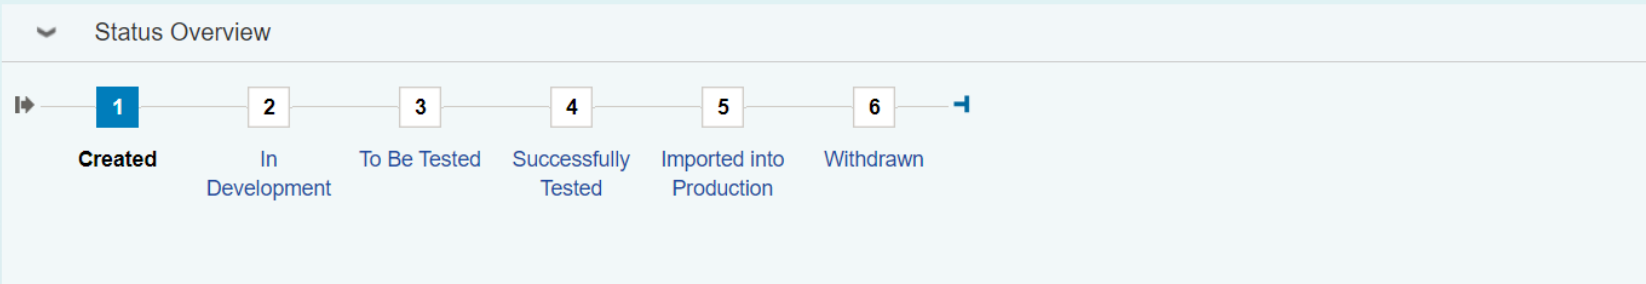 Status Overview
1 2 3 4 5 6
Created In To Be Tested Successfully Imported into Withdrawn
Development Tested Production